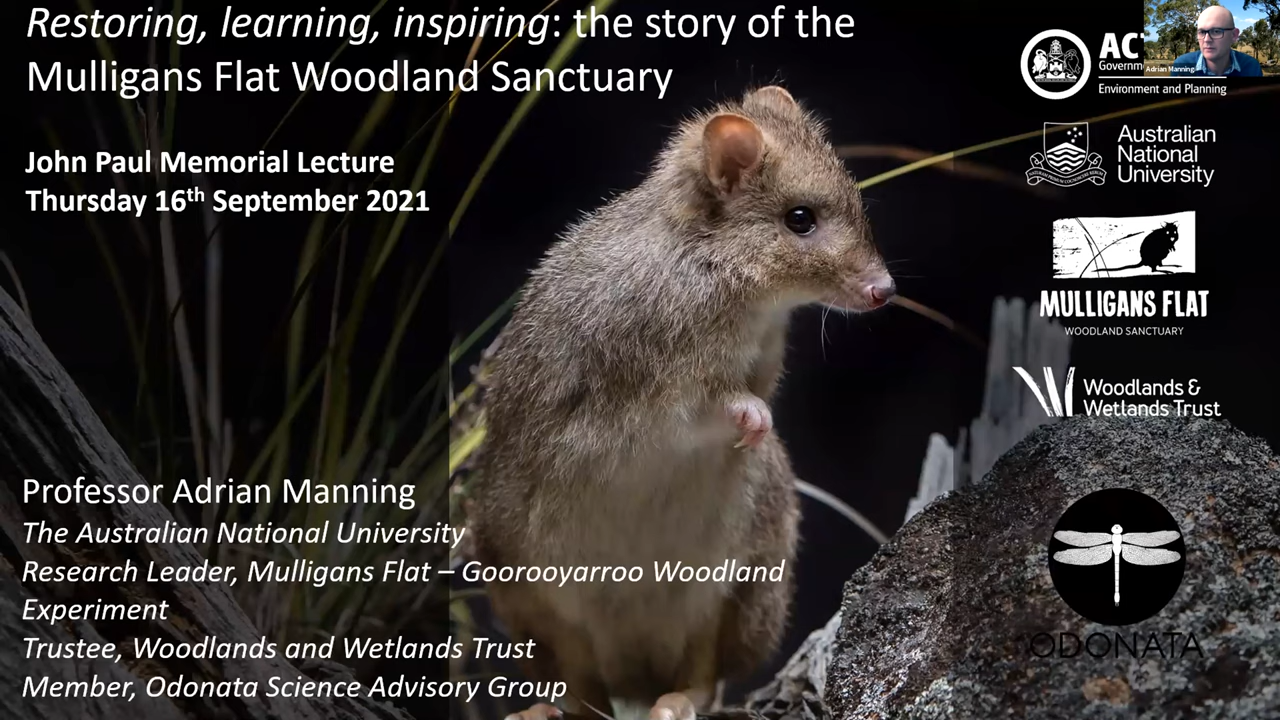 Restoring, learning, inspiring: the story of the
Mulligans Flat Woodland Sanctuary
John Paul Memorial Lecture
Thursday 16th September 2021
Professor Adrian Manning
The Australian National University
Research Leader, Mulligans Flat – Goorooyarroo Woodland
Experiment
Trustee, Woodlands and Wetlands Trust
Member, Odonata Science Advisory Group
Adrian Manning
Environment and Planning
Australian
National
University
MULLIGANS FLAT
WOODLAND SANCTUARY
Woodlands &
Wetlands Trust
ODONATA